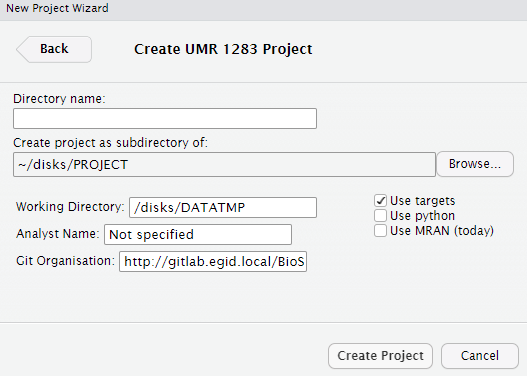 New Project Wizard
Back
Create UMR 1283 Project
Directory name:
Create project as subdirectory of:
~/disks/PROJECT
Browse...
Working Directory: /disks/DATATMP
Use targets
Use python
Analyst Name: Not specified
Use MRAN (today)
Git Organisation: http://gitlab.egid.local/BioS
Create Project
Cancel